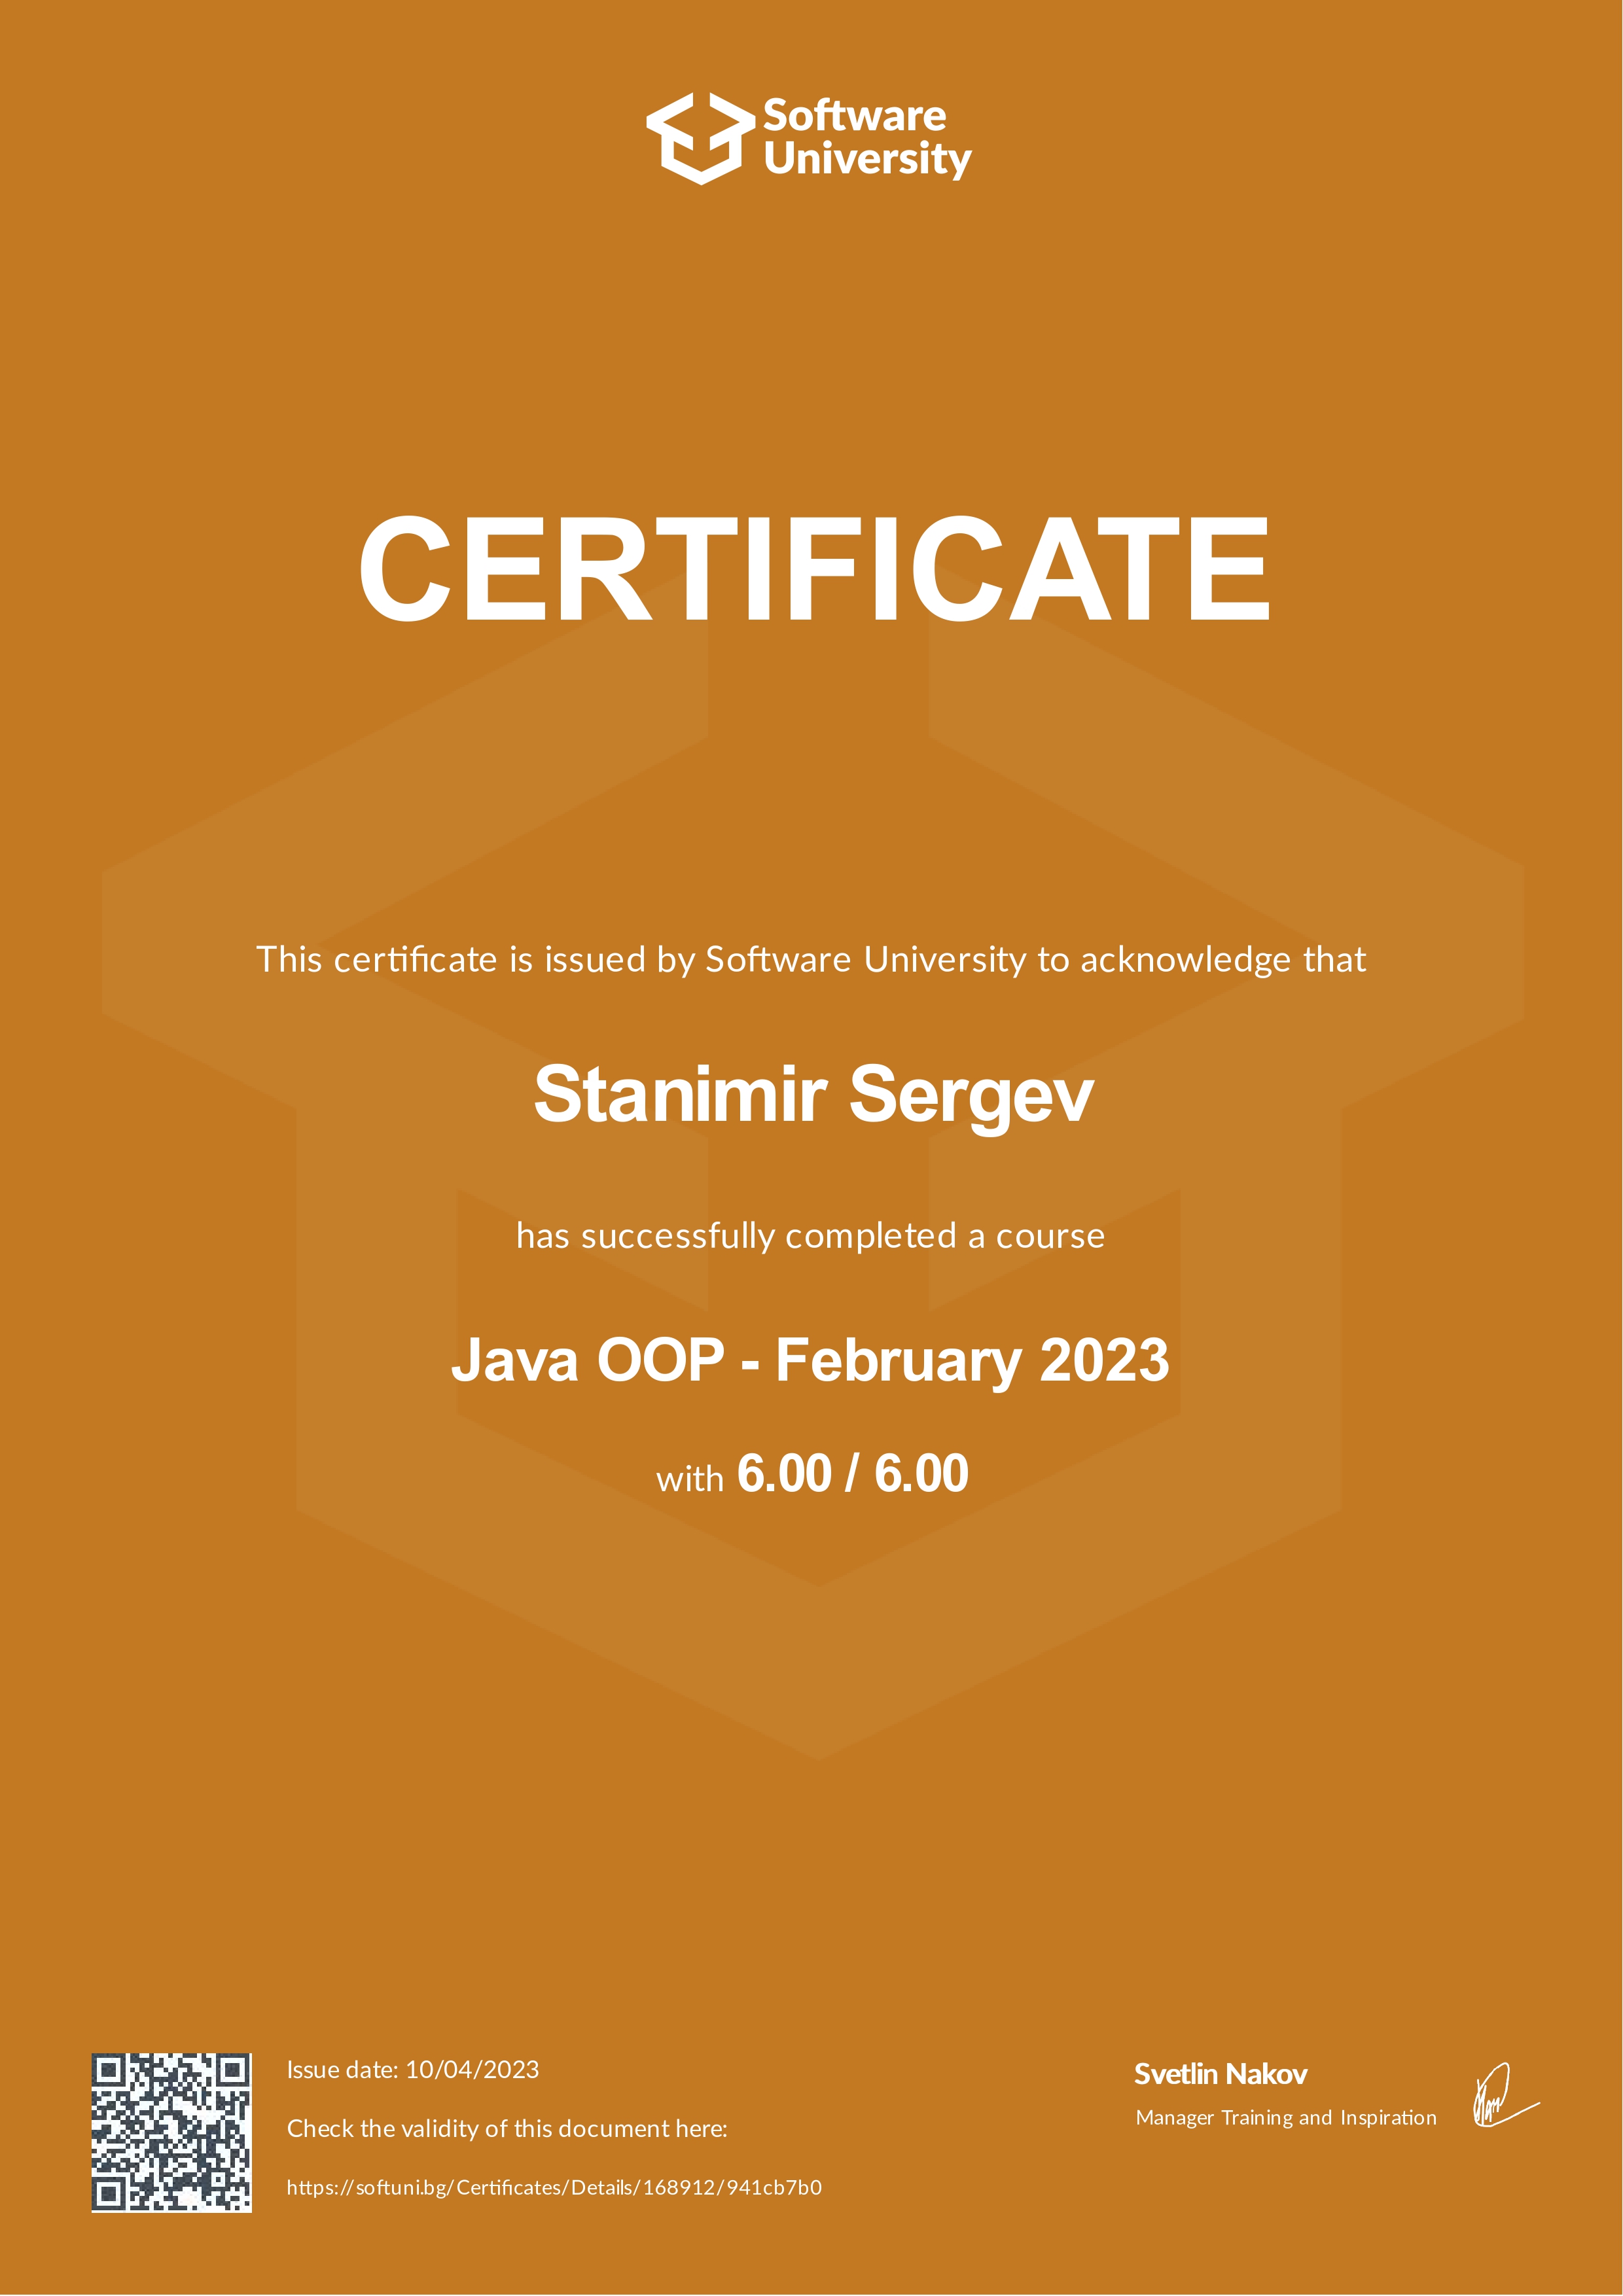 Software
University
CERTIFICATE
This certificate is issued by Software University to acknowledge that
Stanimir Sergev
has successfully completed a course
Java OOP - February 2023
with 6.00 / 6.00
Issue date: 10/04/2023
Check the validity of this document here:
https://softuni.bg/Certificates/Details/168912/941cb7b0
Svetlin Nakov
Manager Training and Inspiration